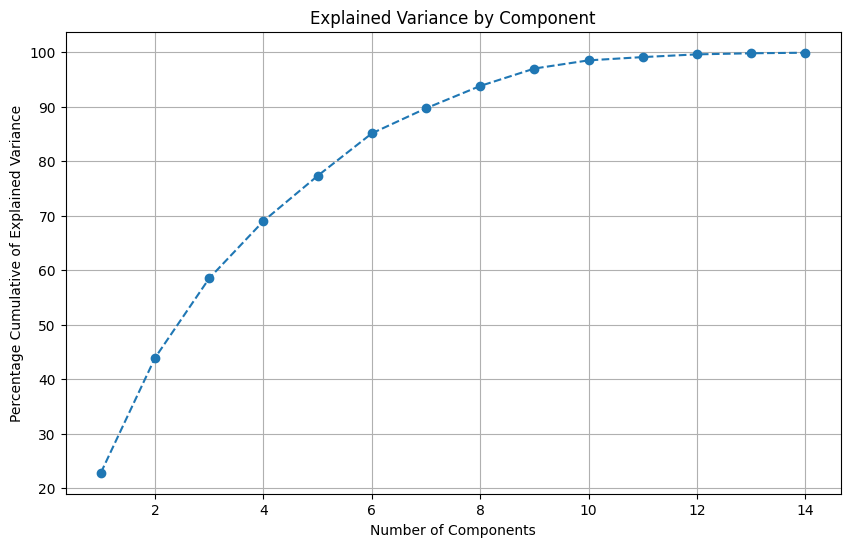 Explained Variance by Component
Percentage Cumulative of Explained Variance
100
90
80
70
60
50
40
30
20
2 4 6 8 10 12 14
Number of Components